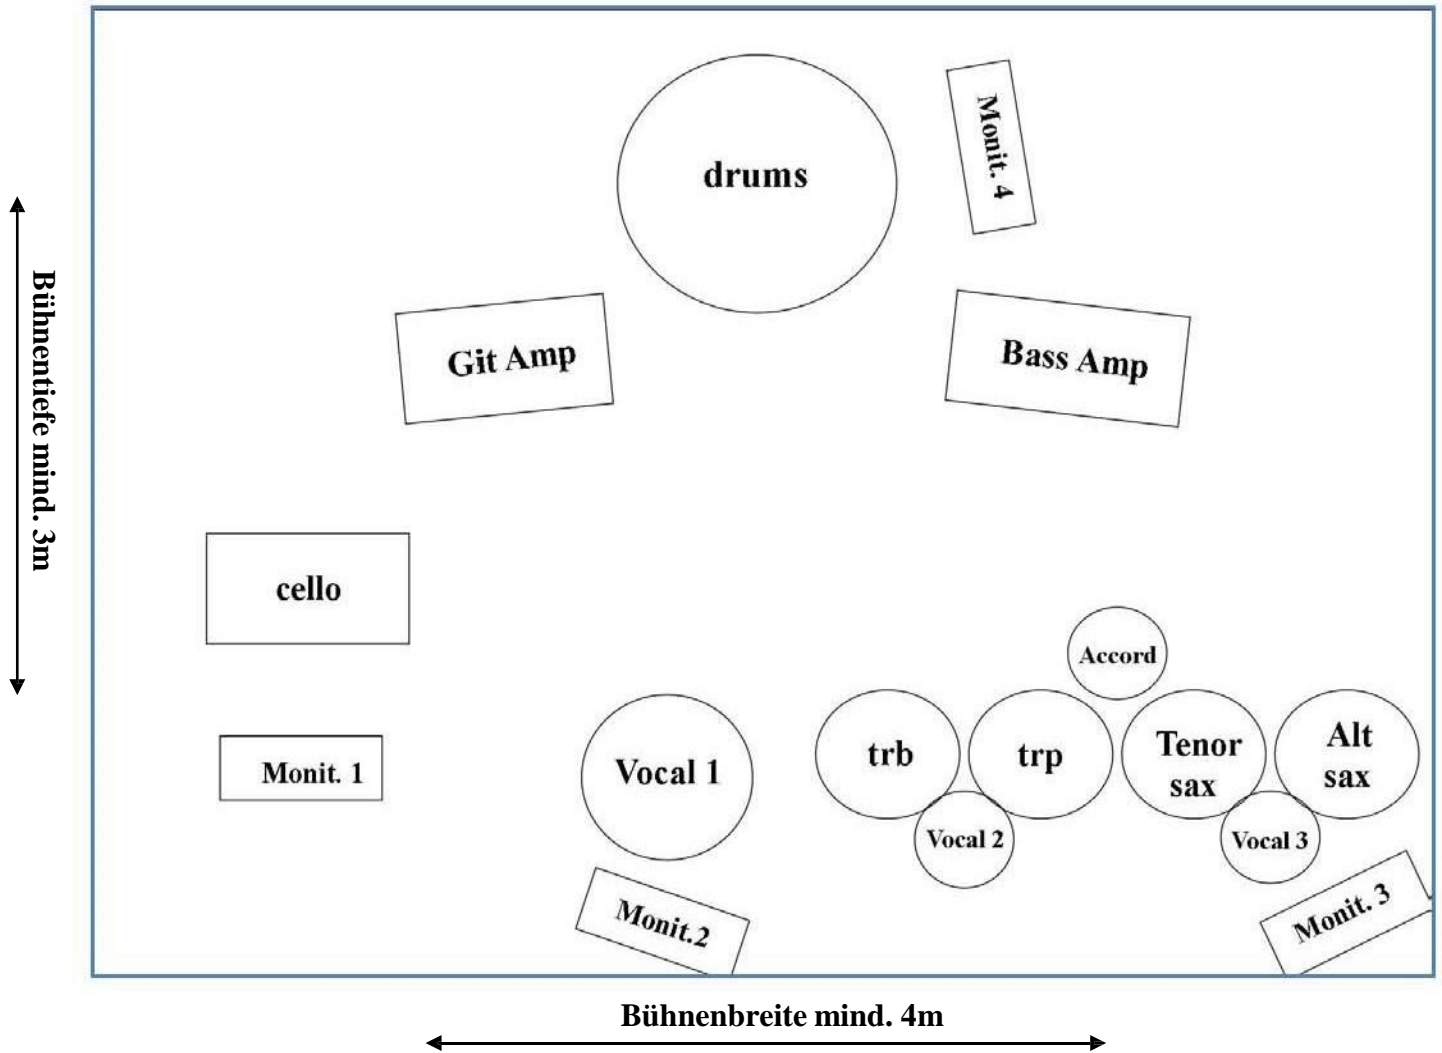 drums
Monit. 4
Bühnentiefe mind. 3m
Git Amp
Bass Amp
cello
Accord
Monit. 1
Vocal 1
trb
trp
Tenor
sax
Alt
sax
Vocal 2
Vocal 3
Monit.2
Monit. 3
Bühnenbreite mind. 4m